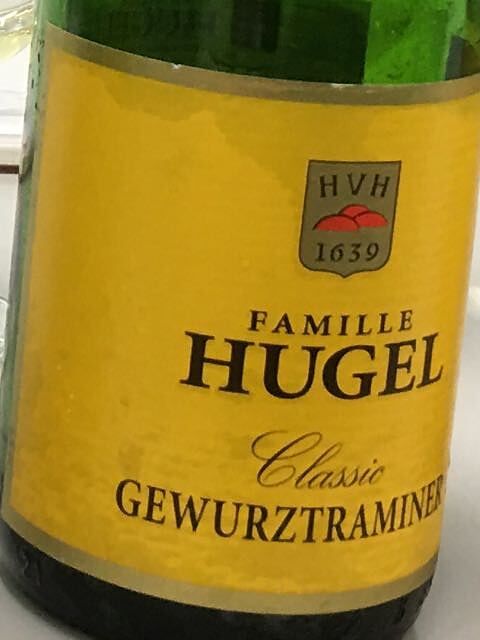 HVH
1639
FAMILLE
HUGEL
Classic
GEWURZTRAMINER